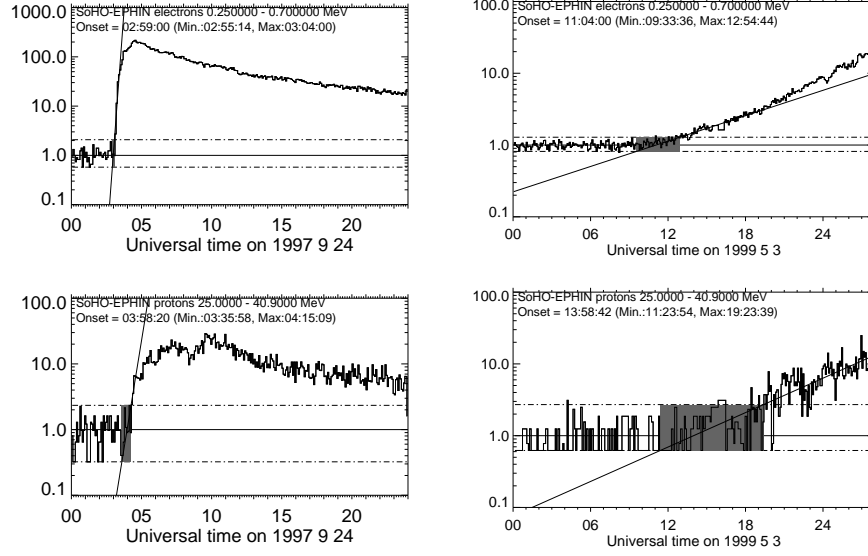 SoHO-EPHIN electrons 0.250000 - 0.700000 MeV
Onset = 02:59:00 (Min.:02:55:14, Max:03:04:00)
1000.0
100.0
10.0
1.0
0.1
00 05 10 15 20
Universal time on 1997 9 24
SoHO-EPHIN electrons 0.250000 - 0.700000 MeV
Onset = 11:04:00 (Min.:09:33:36, Max:12:54:44)
100.0
10.0
1.0
0.1
00 06 12 18 24
Universal time on 1999 5 3
SoHO-EPHIN protons 25.0000 - 40.9000 MeV
Onset = 03:58:20 (Min.:03:35:58, Max:04:15:09)
100.0
10.0
1.0
0.1
00 05 10 15 20
Universal time on 1997 9 24
SoHO-EPHIN protons 25.0000 - 40.9000 MeV
Onset = 13:58:42 (Min.:11:23:54, Max:19:23:39)
100.0
10.0
1.0
0.1
00 06 12 18 24
Universal time on 1999 5 3